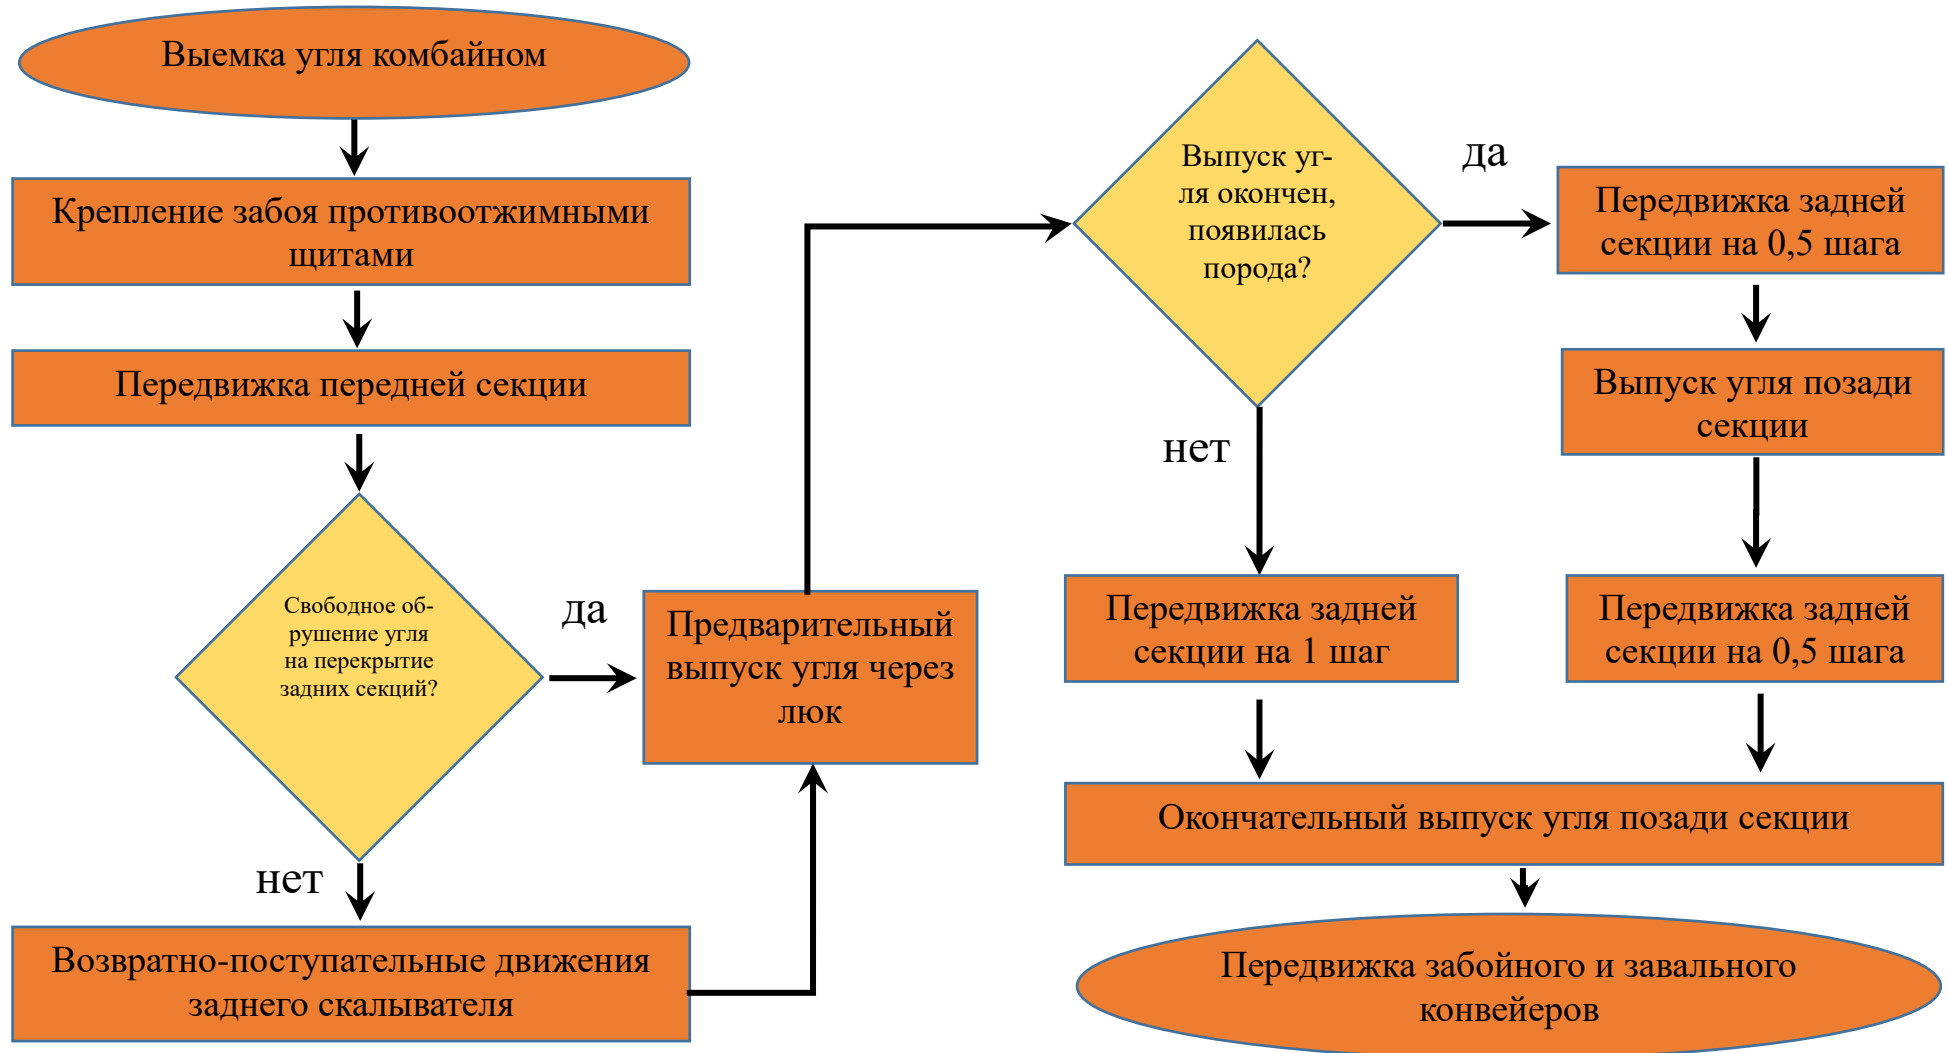 Выемка угля комбайном
Крепление забоя противоотжимными
щитами
Передвижка передней секции
Свободное об-
рушение угля
на перекрытие
задних секций?
да
нет
Возвратно-поступательные движения
заднего скалывателя
Предварительный
выпуск угля через
люк
Выпуск уг-
ля окончен,
появилась
порода?
да
нет
Передвижка задней
секции на 0,5 шага
Выпуск угля позади
секции
Передвижка задней
секции на 1 шаг
Передвижка задней
секции на 0,5 шага
Окончательный выпуск угля позади секции
Передвижка забойного и завального
конвейеров